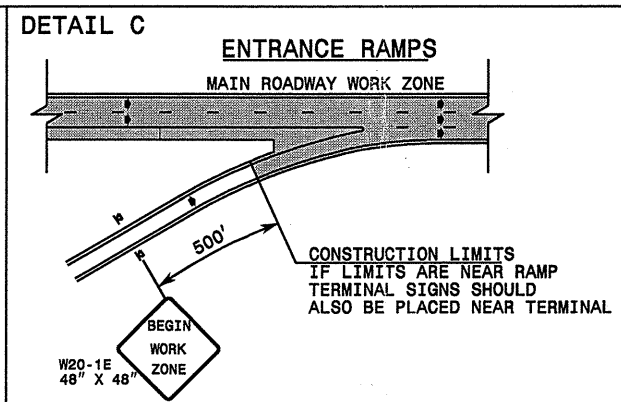 DETAIL C
ENTRANCE RAMPS
MAIN ROADWAY WORK ZONE
500'
CONSTRUCTION LIMITS
IF LIMITS ARE NEAR RAMP
TERMINAL SIGNS SHOULD
ALSO BE PLACED NEAR TERMINAL
BEGIN
WORK
ZONE
W20-1E
48" X 48"